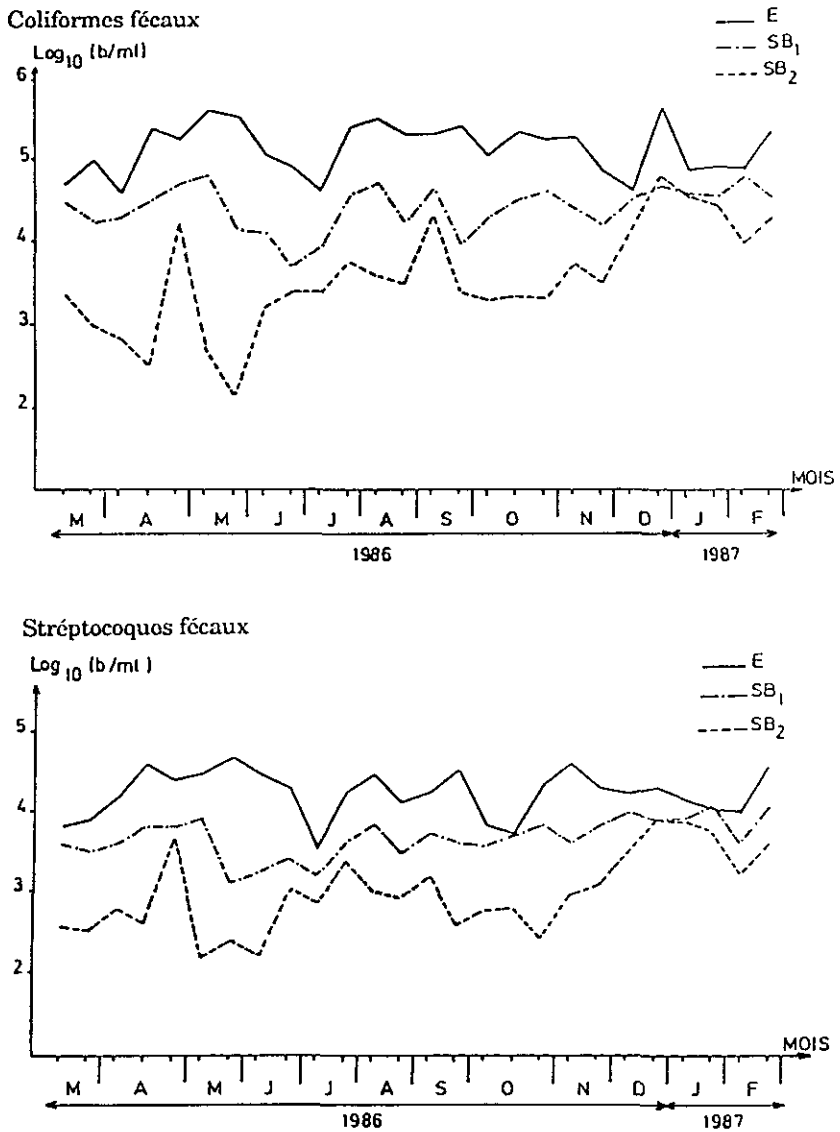 Coliformes fécaux
Log10 (b/ml)
E
SB1
SB2
6
5
4
3
2
MOIS
M A M J J A S O N D J F
1986 1987
Stréptocoquos fécaux
Log10 (b/ml)
E
SB1
SB2
5
4
3
2
MOIS
M A M J J A S O N D J F
1986 1987